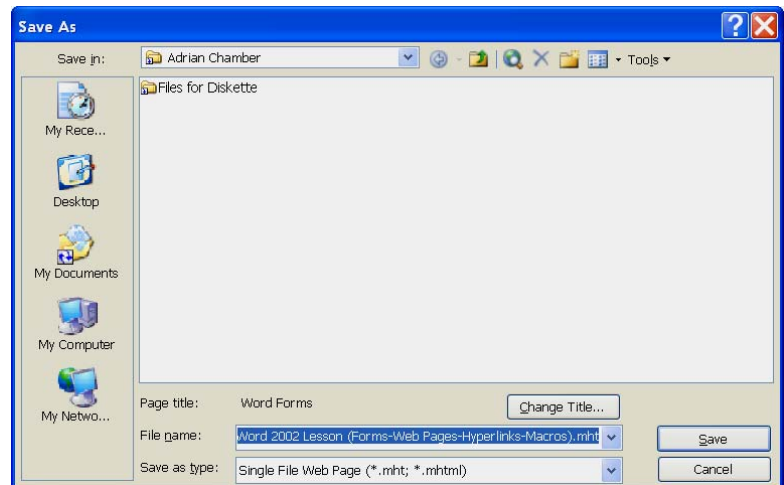 Save As
Save in: Adrian Chamber Tools
Files for Diskette
My Rece...
Desktop
My Documents
My Computer
My Netwo...
Page title: Word Forms Change Title...
File name: Word 2002 Lesson (Forms-Web Pages-Hyperlinks-Macros).mht Save
Save as type: Single File Web Page (*.mht; *.mhtml) Cancel